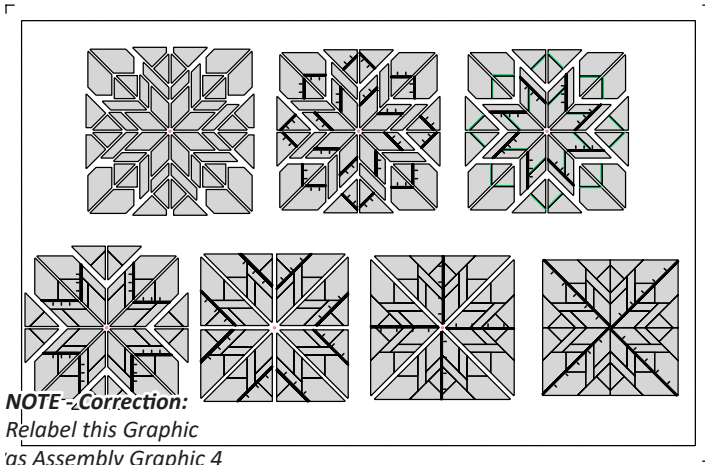 NOTE - Correction:
Relabel this Graphic
as Assembly Graphic 4